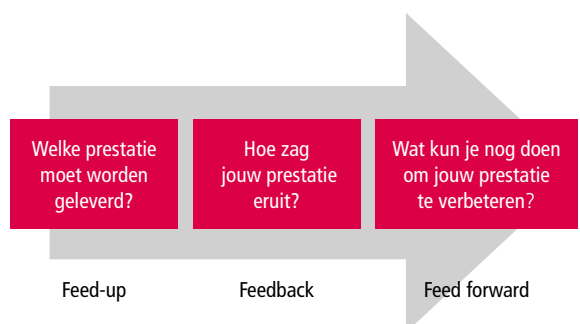 Welke prestatie
moet worden
geleverd?
Hoe zag
jouw prestatie
eruit?
Wat kun je nog doen
om jouw prestatie
te verbeteren?
Feed-up
Feedback
Feed forward